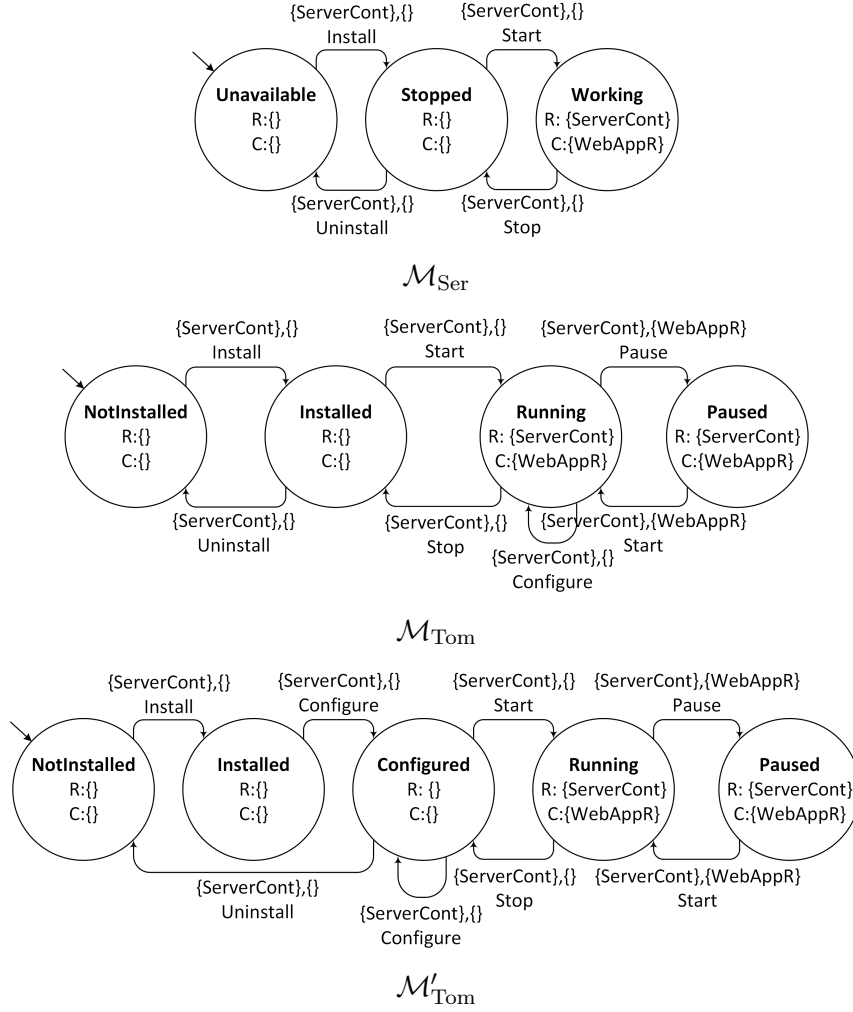 {ServerCont},{} {ServerCont},{}
Install Start
Unavailable Stopped Working
R:{} R:{} R: {ServerCont}
C:{} C:{} C:{WebAppR}
{ServerCont},{} {ServerCont},{}
Uninstall Stop
M_Ser
{ServerCont},{} {ServerCont},{} {ServerCont},{WebAppR}
Install Start Pause
NotInstalled Installed Running Paused
R:{} R:{} R: {ServerCont} R: {ServerCont}
C:{} C:{} C:{WebAppR} C:{WebAppR}
{ServerCont},{} {ServerCont},{} {ServerCont},{WebAppR}
Uninstall Stop Start
{ServerCont},{}
Configure
M_Tom
{ServerCont},{} {ServerCont},{} {ServerCont},{} {ServerCont},{WebAppR}
Install Configure Start Pause
NotInstalled Installed Configured Running Paused
R:{} R:{} R: {} R: {ServerCont} R: {ServerCont}
C:{} C:{} C:{} C:{WebAppR} C:{WebAppR}
{ServerCont},{} {ServerCont},{} {ServerCont},{WebAppR}
Uninstall Stop Start
{ServerCont},{}
Configure
M'_Tom